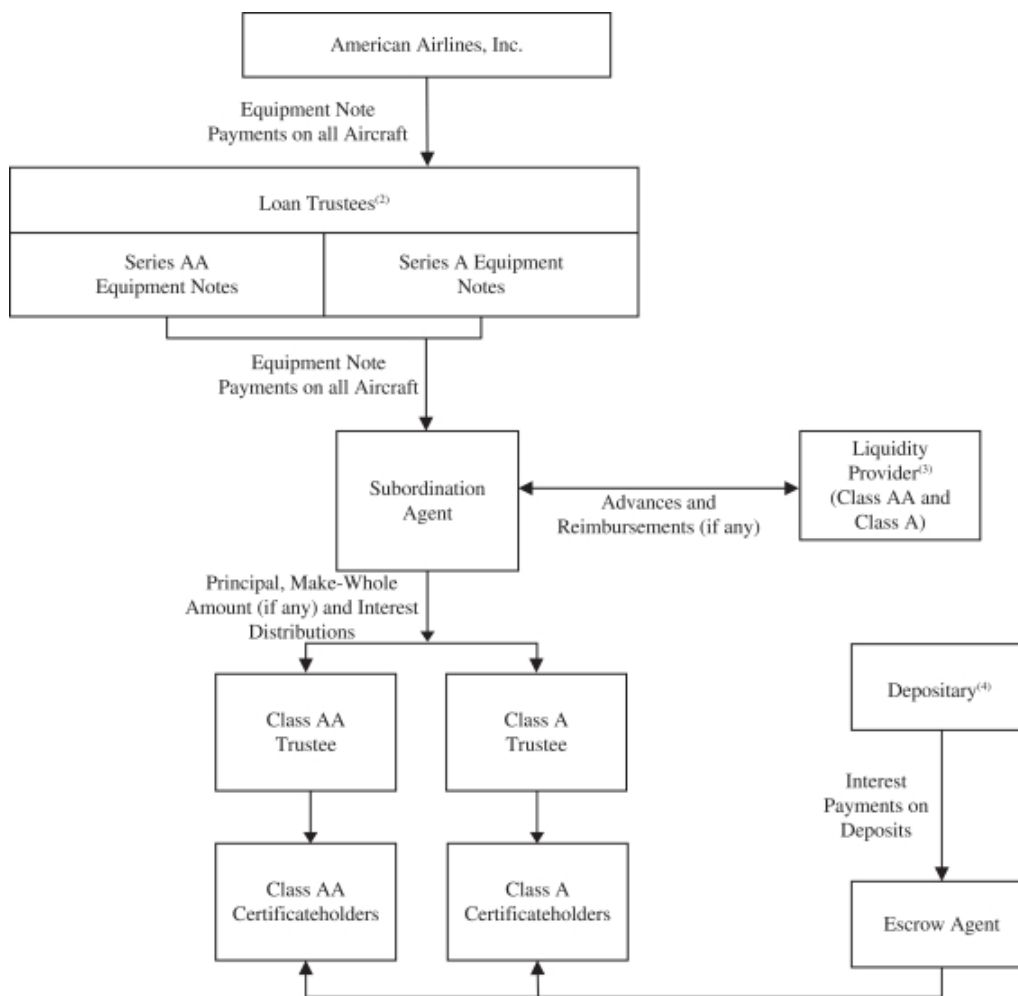 American Airlines, Inc.
Equipment Note
Payments on all Aircraft
Loan Trustees(2)
Series AA
Equipment Notes
Series A Equipment
Notes
Equipment Note
Payments on all Aircraft
Subordination
Agent
Advances and
Reimbursements (if any)
Liquidity
Provider(3)
(Class AA and
Class A)
Principal, Make-Whole
Amount (if any) and Interest
Distributions
Class AA
Trustee
Class A
Trustee
Depositary(4)
Interest
Payments on
Deposits
Class AA
Certificateholders
Class A
Certificateholders
Escrow Agent